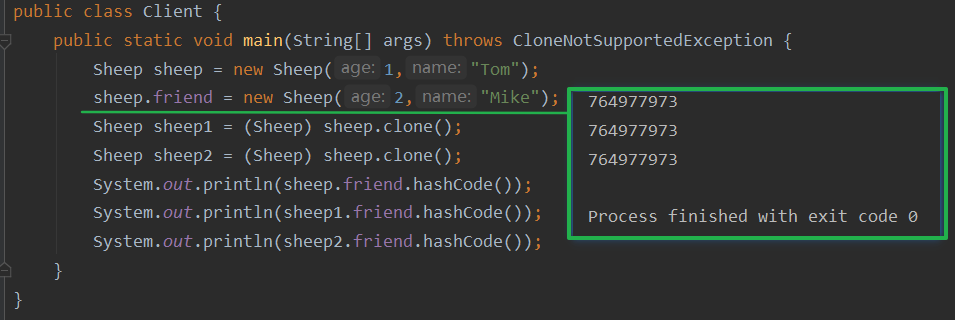 public class Client {
public static void main(String[] args) throws CloneNotSupportedException {
Sheep sheep = new Sheep( age: 1, name: "Tom");
sheep.friend = new Sheep( age: 2, name: "Mike");
Sheep sheep1 = (Sheep) sheep.clone();
Sheep sheep2 = (Sheep) sheep.clone();
System.out.println(sheep.friend.hashCode());
System.out.println(sheep1.friend.hashCode());
System.out.println(sheep2.friend.hashCode());
}
}
764977973
764977973
764977973
Process finished with exit code 0